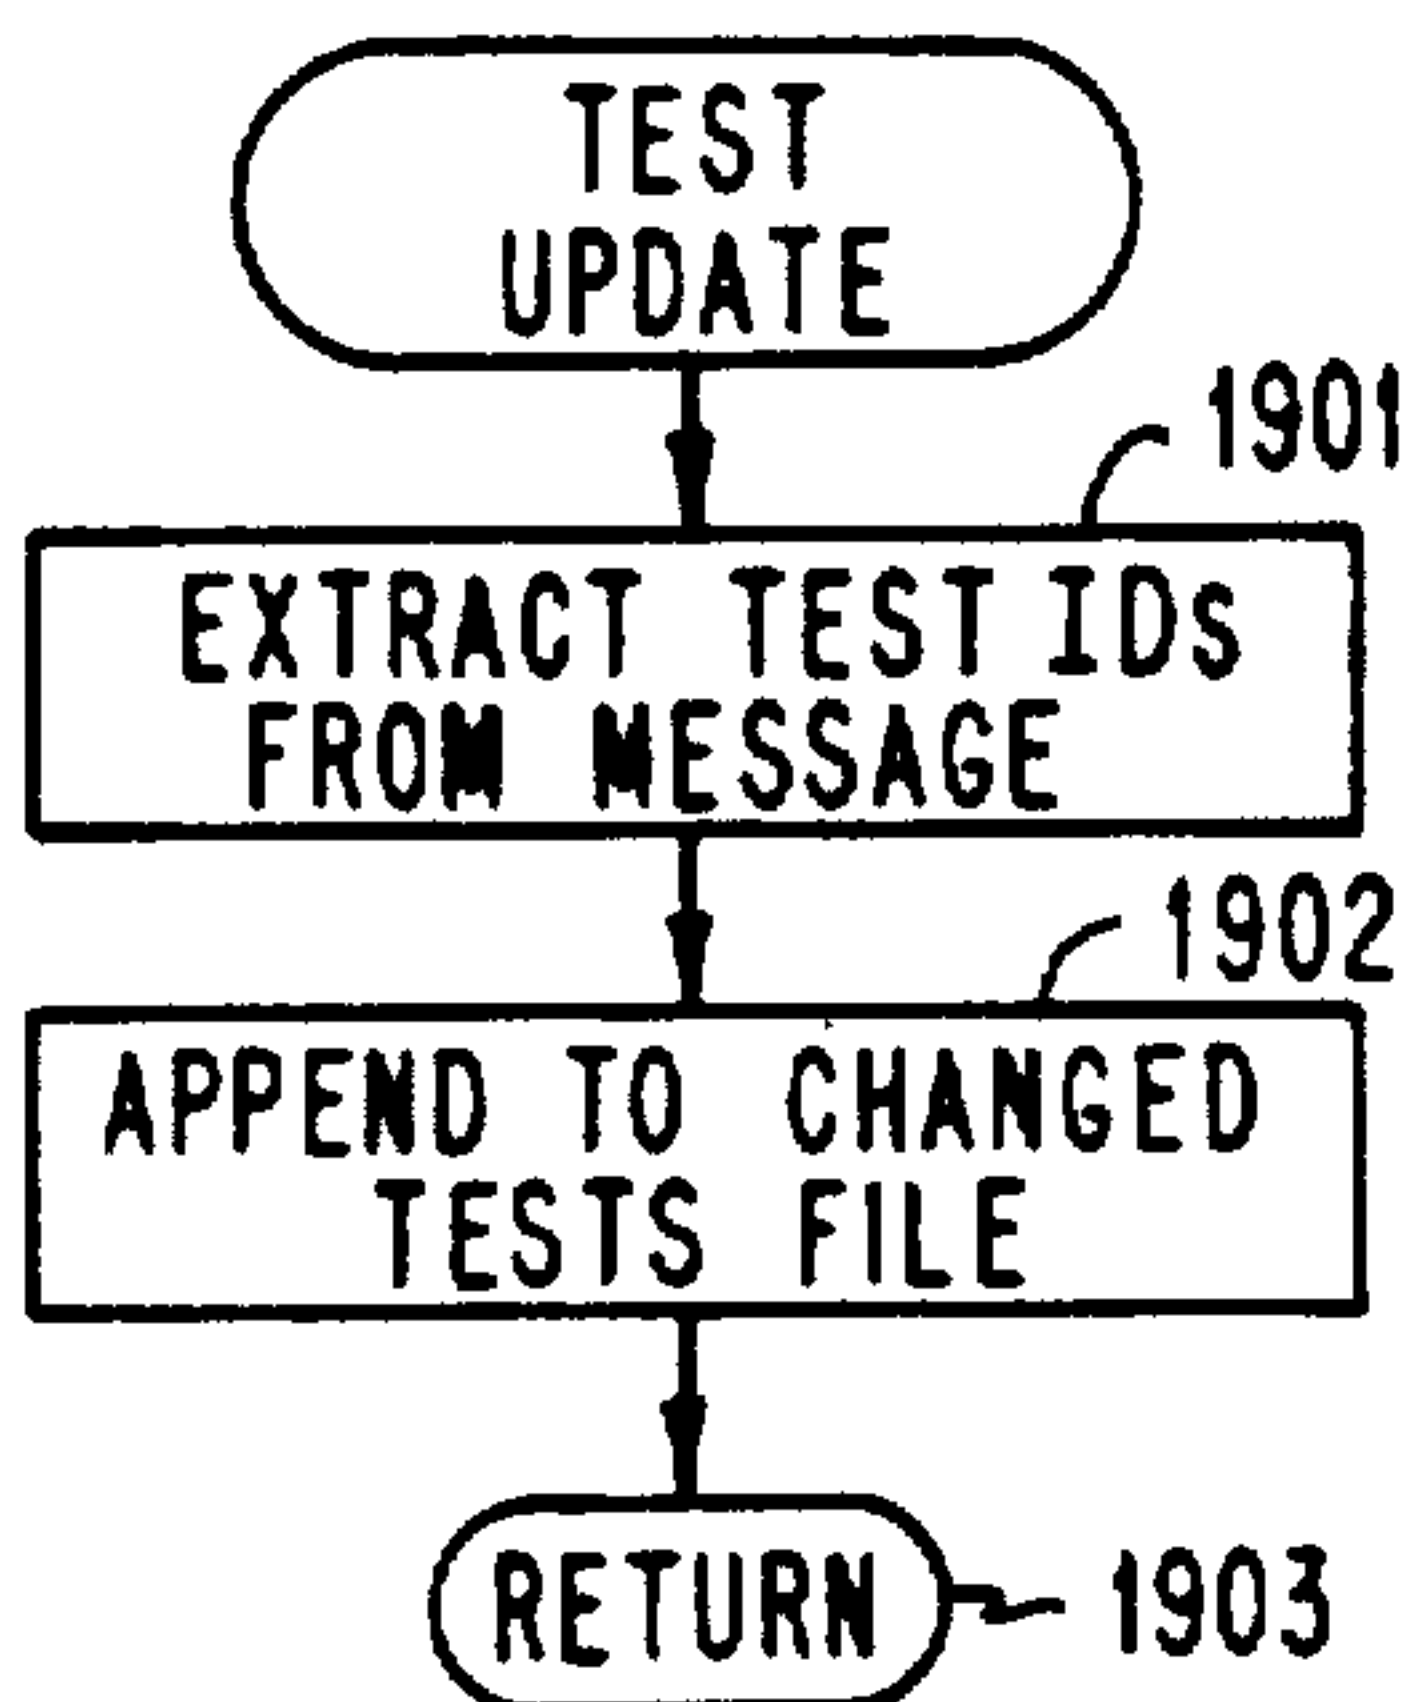 TEST
UPDATE
1901
EXTRACT TEST IDs
FROM MESSAGE
1902
APPEND TO CHANGED
TESTS FILE
RETURN
1903